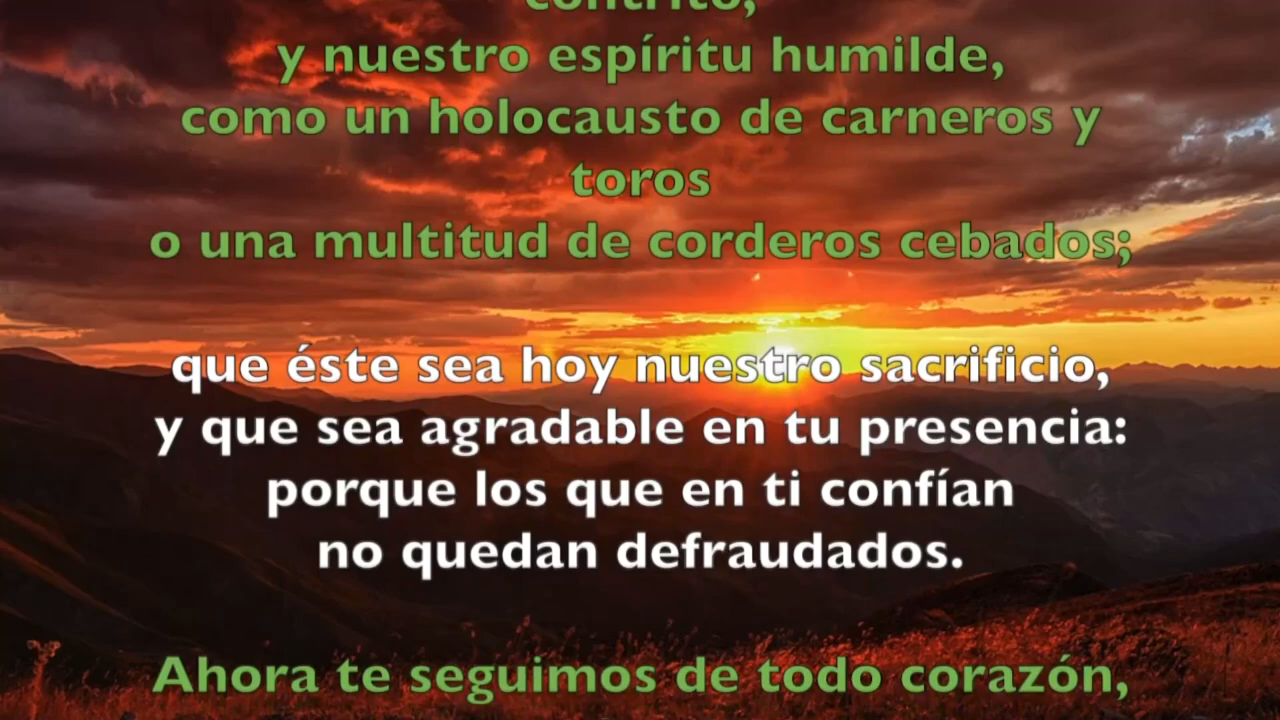 contrito,
y nuestro espíritu humilde,
como un holocausto de carneros y
toros
o una multitud de corderos cebados;
que éste sea hoy nuestro sacrificio,
y que sea agradable en tu presencia:
porque los que en ti confían
no quedan defraudados.
Ahora te seguimos de todo corazón,